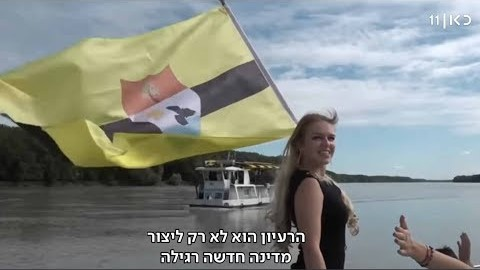 כאן 11
הרעיון הוא לא רק ליצור
מדינה חדשה רגילה